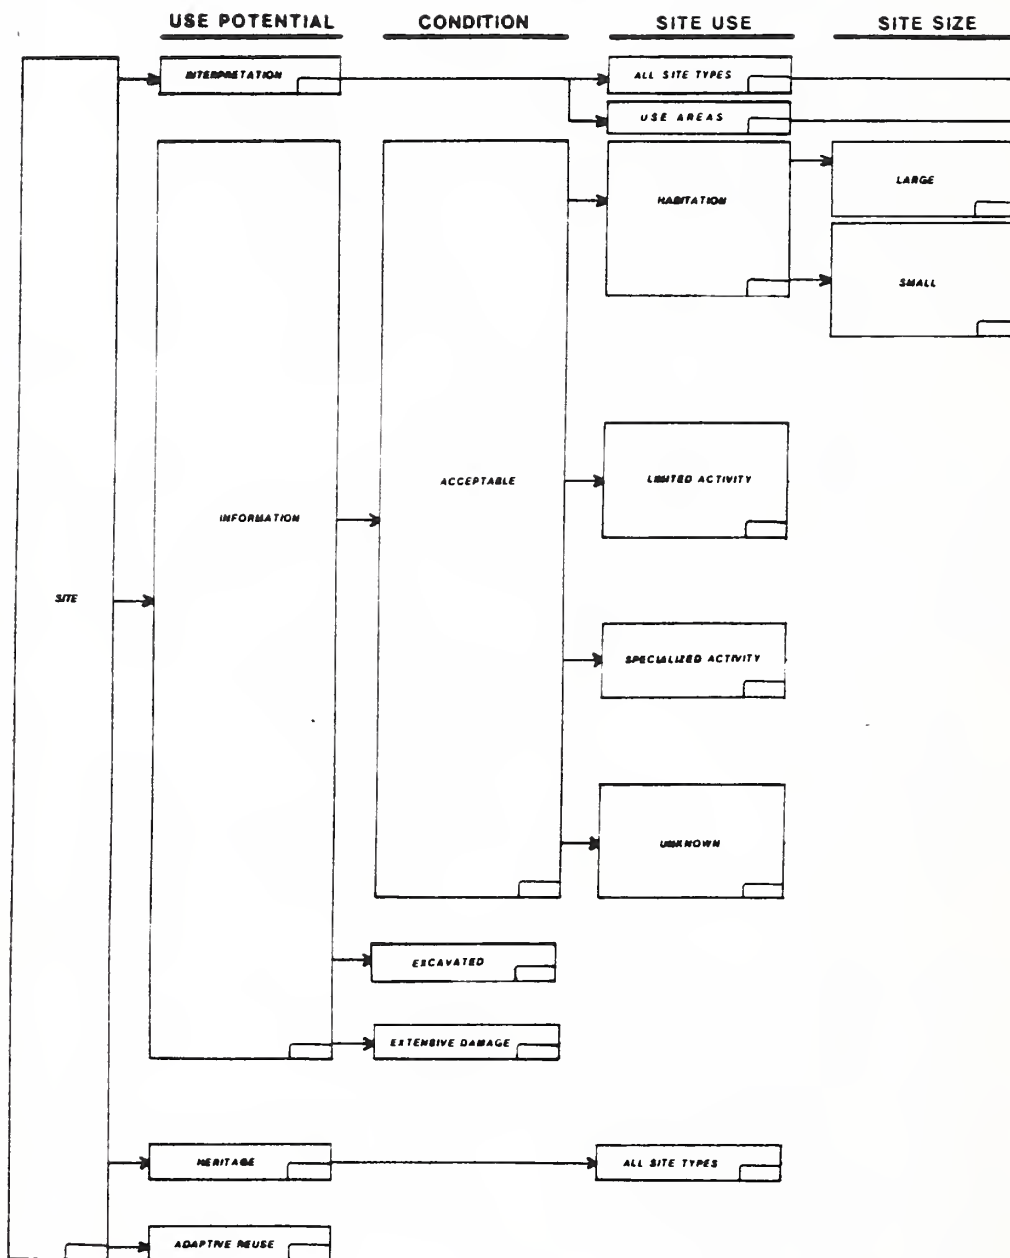 USE POTENTIAL CONDITION SITE USE SITE SIZE
INTERPRETATION ALL SITE TYPES
USE AREAS
HABITATION LARGE
SMALL
ACCEPTABLE LIMITED ACTIVITY
INFORMATION
SITE
SPECIALIZED ACTIVITY
UNKNOWN
EXCAVATED
EXTENSIVE DAMAGE
HERITAGE ALL SITE TYPES
ADAPTIVE REUSE